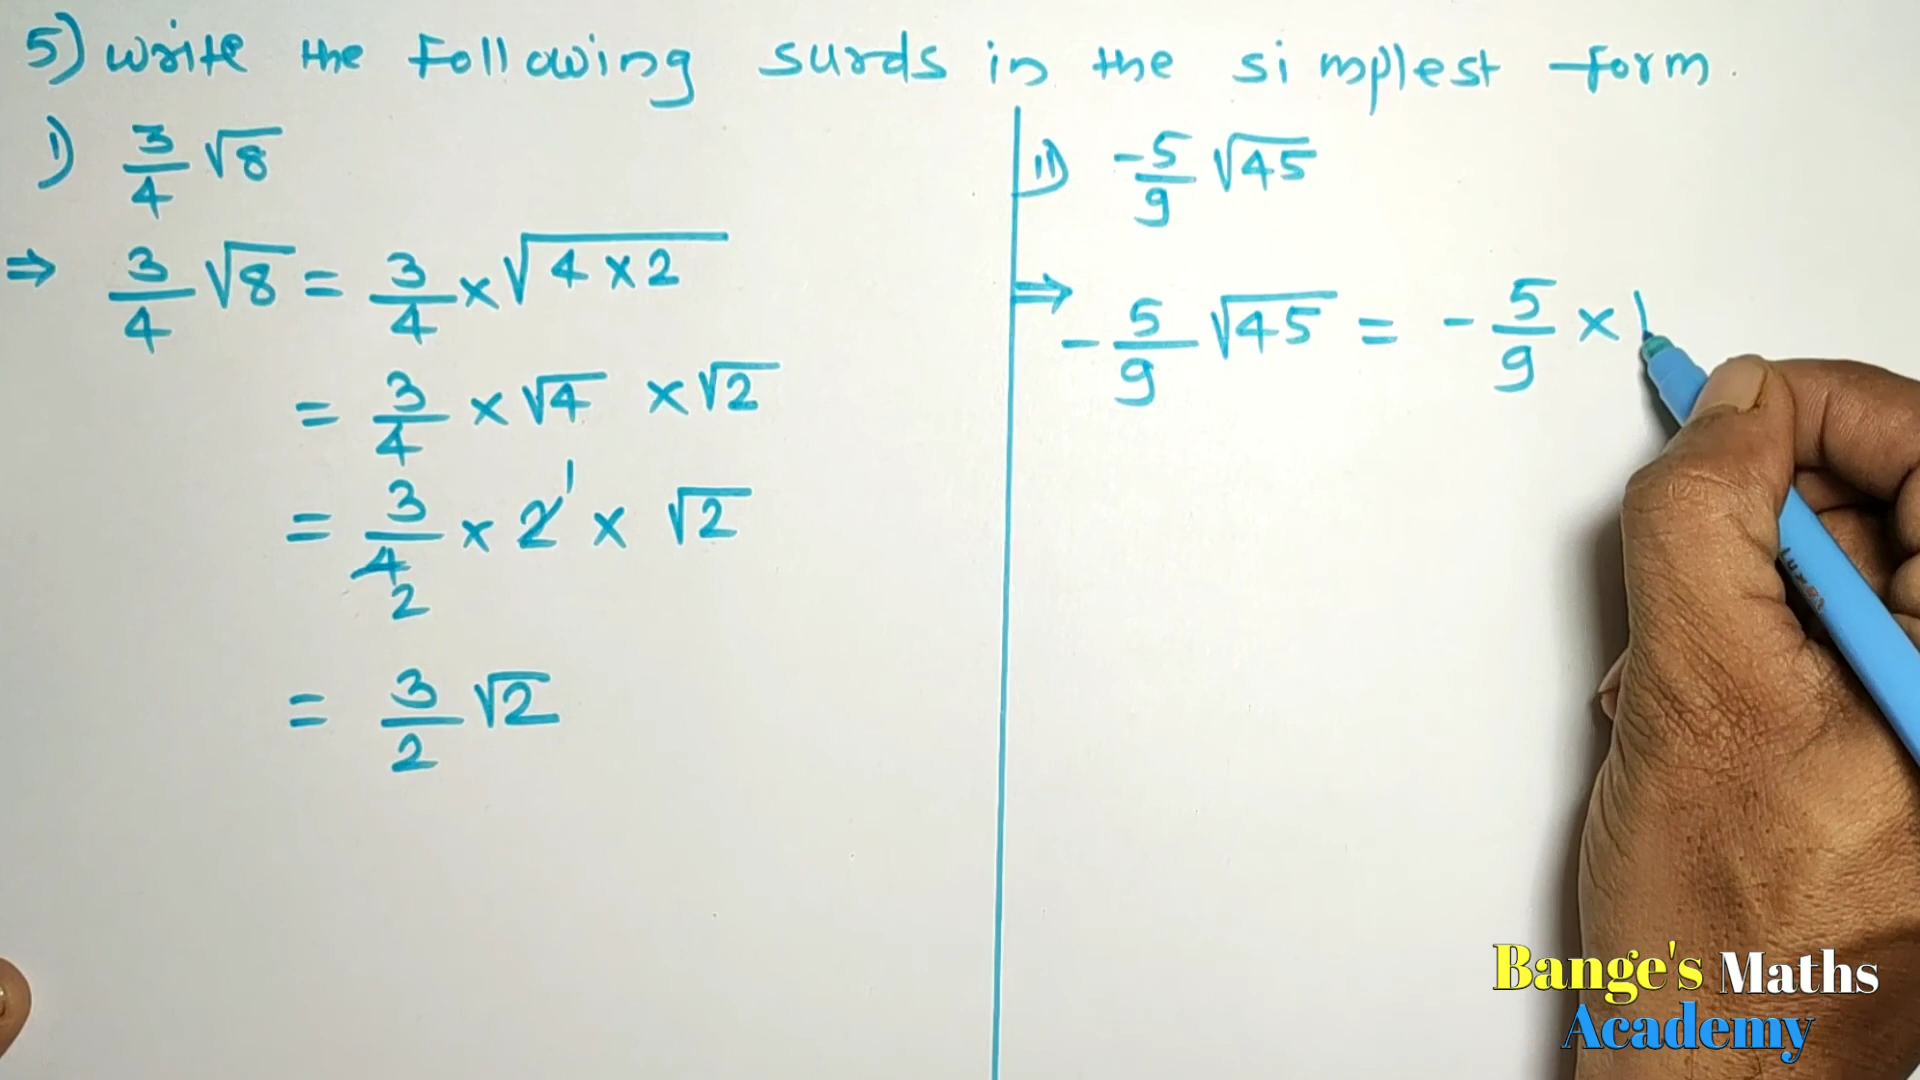 5) write the following surds in the simplest form.
i) 3/4 √8
⇒ 3/4 √8 = 3/4 × √4 × 2
= 3/4 × √4 × √2
= 3/4 2 × 2 1 × √2
= 3/2 √2
ii) -5/9 √45
⇒ - 5/9 √45 = - 5/9 ×
Bange's Maths
Academy